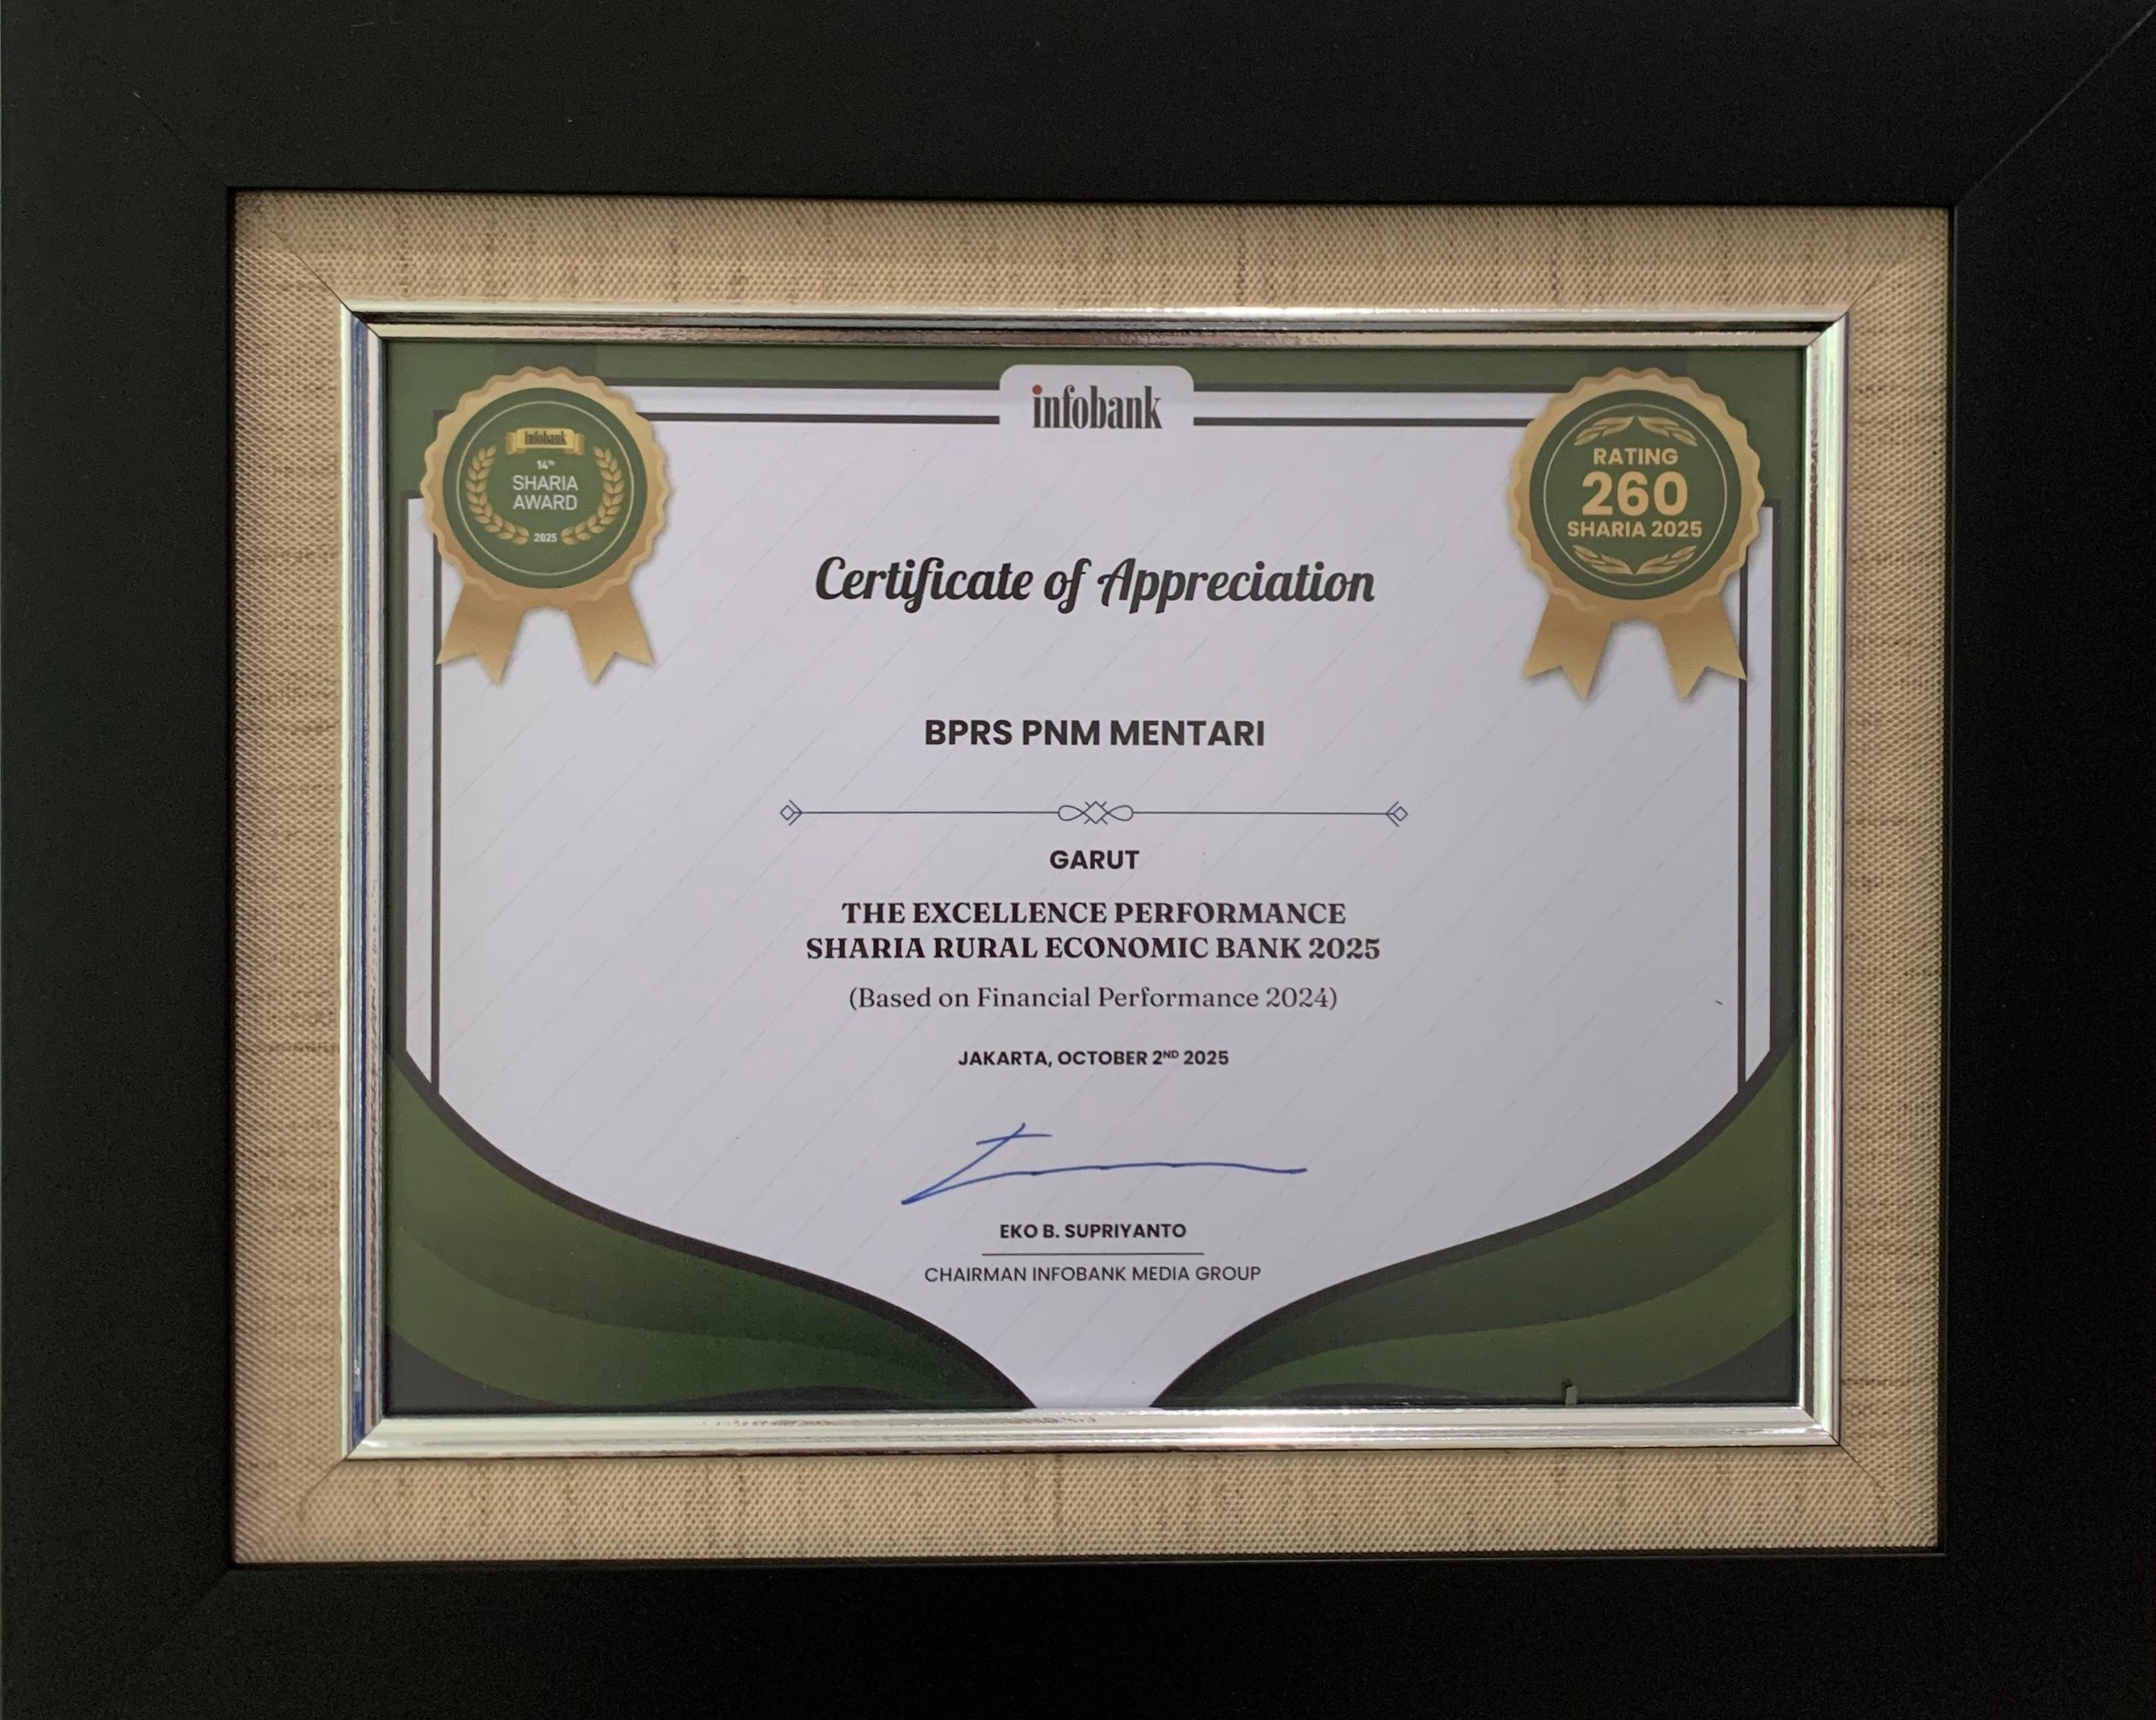 infobank
infobank
14th
SHARIA
AWARD
2025
RATING
260
SHARIA 2025
Certificate of Appreciation
BPRS PNM MENTARI
GARUT
THE EXCELLENCE PERFORMANCE
SHARIA RURAL ECONOMIC BANK 2025
(Based on Financial Performance 2024)
JAKARTA, OCTOBER 2ND 2025
EKO B. SUPRIYANTO
CHAIRMAN INFOBANK MEDIA GROUP